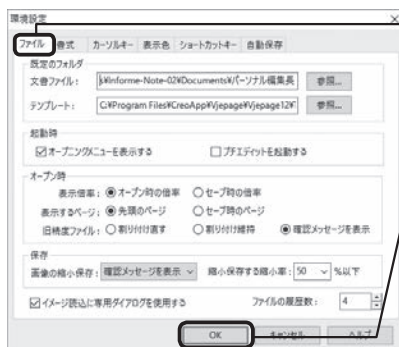 環境設定
ファイル 書式 カーソルキー 表示色 ショートカットキー 自動保存
既定のフォルダ
文書ファイル: s¥Informe-Note-02¥Documents¥パーソナル編集長 参照...
テンプレート: C:¥Program Files¥CreoApp¥Vjepage¥Vjepage12¥ 参照...
起動時
オープニングメニューを表示する プチエディットを起動する
オープン時
表示倍率: オープン時の倍率 セーブ時の倍率
表示するページ: 先頭のページ セーブ時のページ
旧精度ファイル: 割り付け直す 割り付け維持 確認メッセージを表示
保存
画像の縮小保存: 確認メッセージを表示 縮小保存する縮小率: 50 %以下
イメージ読込に専用ダイアログを使用する ファイルの履歴数: 4
OK キャンセル ヘルプ